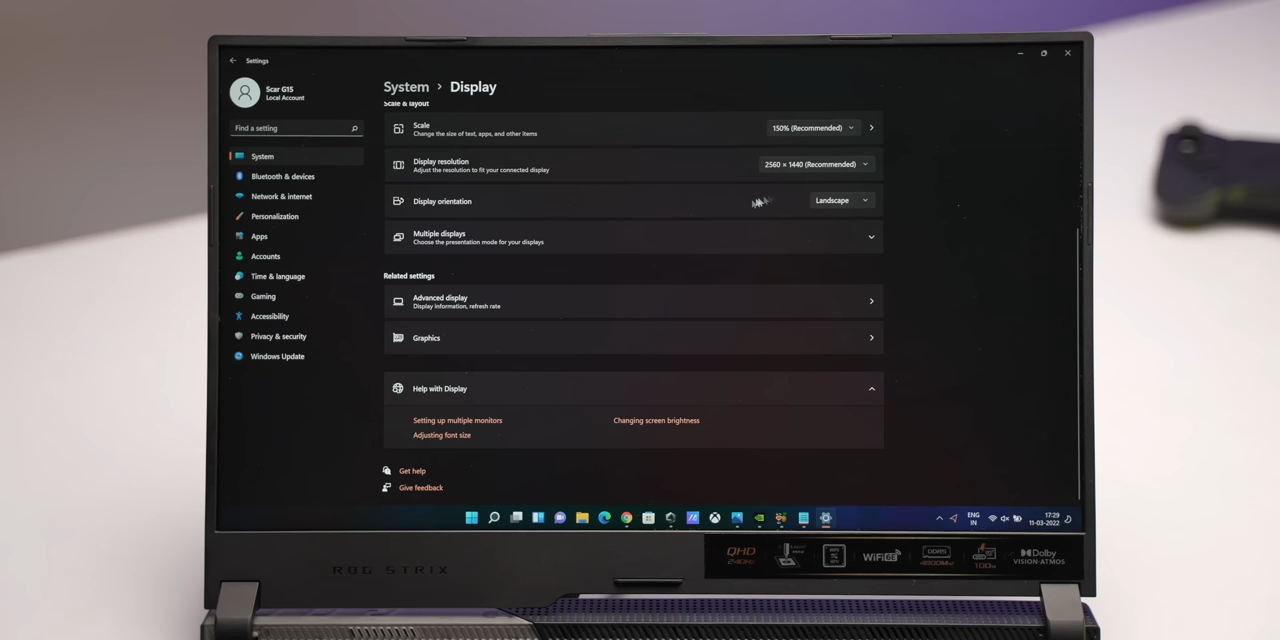 Settings
Scar G15
Local Account
Find a setting
System
Bluetooth & devices
Network & internet
Personalization
Apps
Accounts
Time & language
Gaming
Accessibility
Privacy & security
Windows Update
System › Display
Scale & layout
Scale
Change the size of text, apps, and other items
150% (Recommended)
Display resolution
Adjust the resolution to fit your connected display
2560 × 1440 (Recommended)
Display orientation
Landscape
Multiple displays
Choose the presentation mode for your displays
Related settings
Advanced display
Display information, refresh rate
Graphics
Help with Display
Setting up multiple monitors
Changing screen brightness
Adjusting font size
Get help
Give feedback
ENG
IN
17:29
11-03-2022
ROG STRIX
QHD
240Hz
WiFi 6E
DDR5
4800MHz
100W
Dolby
VISION·ATMOS